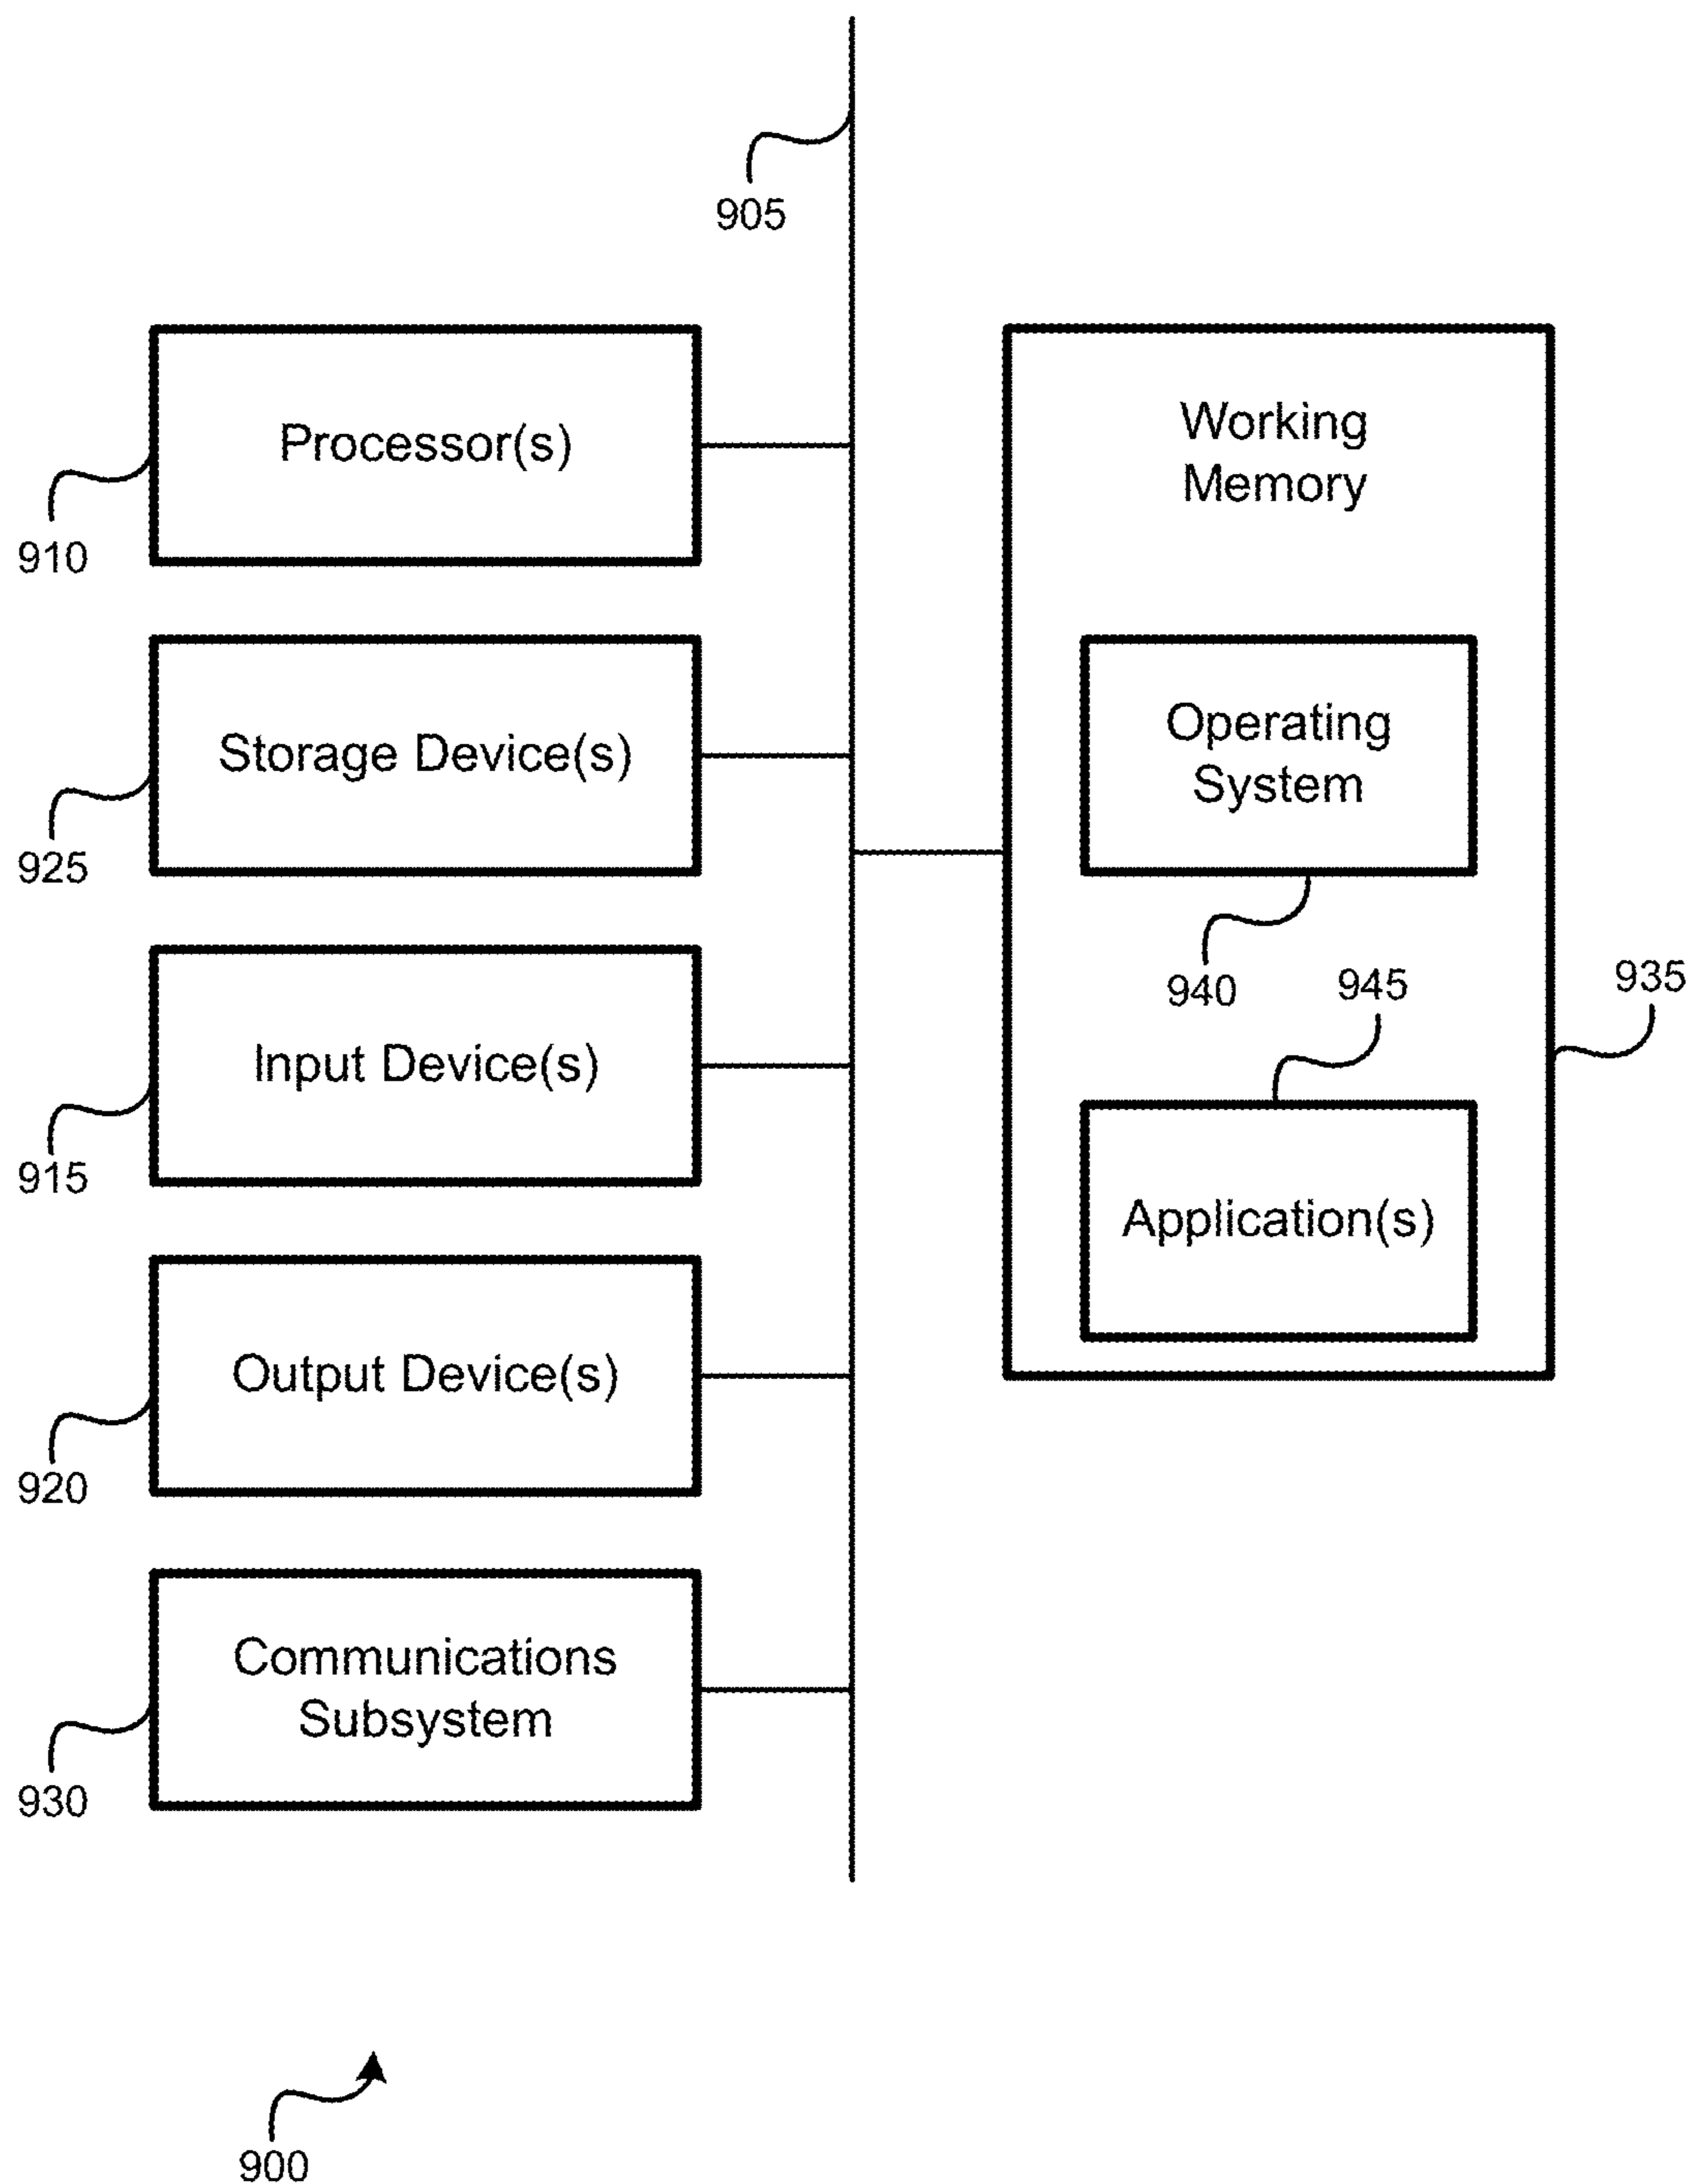 905
Processor(s)
910
Storage Device(s)
925
Input Device(s)
915
Output Device(s)
920
Communications
Subsystem
930
Working
Memory
Operating
System
940
945
935
Application(s)
900